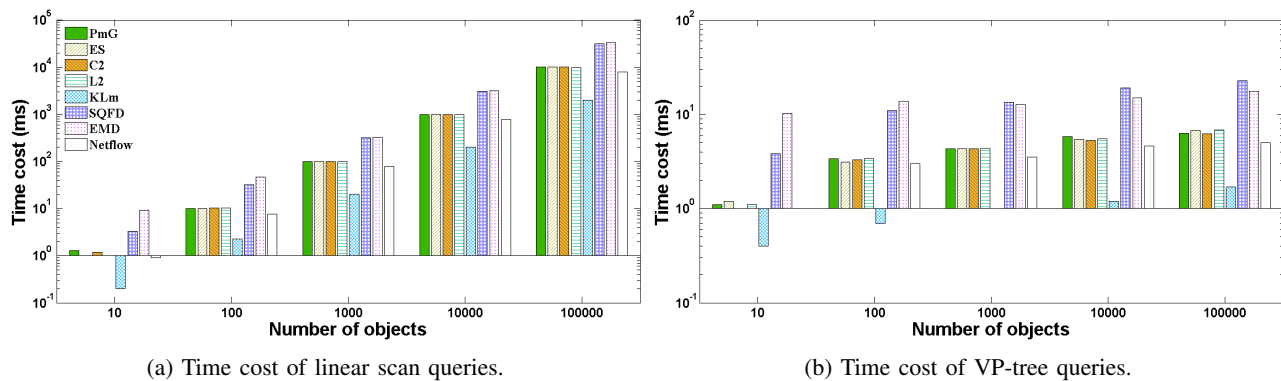 10^6
10^5
10^4
10^3
10^2
10^1
10^0
10^-1
Time cost (ms)
PmG
ES
C2
L2
KLm
SQFD
EMD
Netflow
10 100 1000 10000 100000
Number of objects
(a) Time cost of linear scan queries.
10^2
10^1
10^0
10^-1
Time cost (ms)
10 100 1000 10000 100000
Number of objects
(b) Time cost of VP-tree queries.